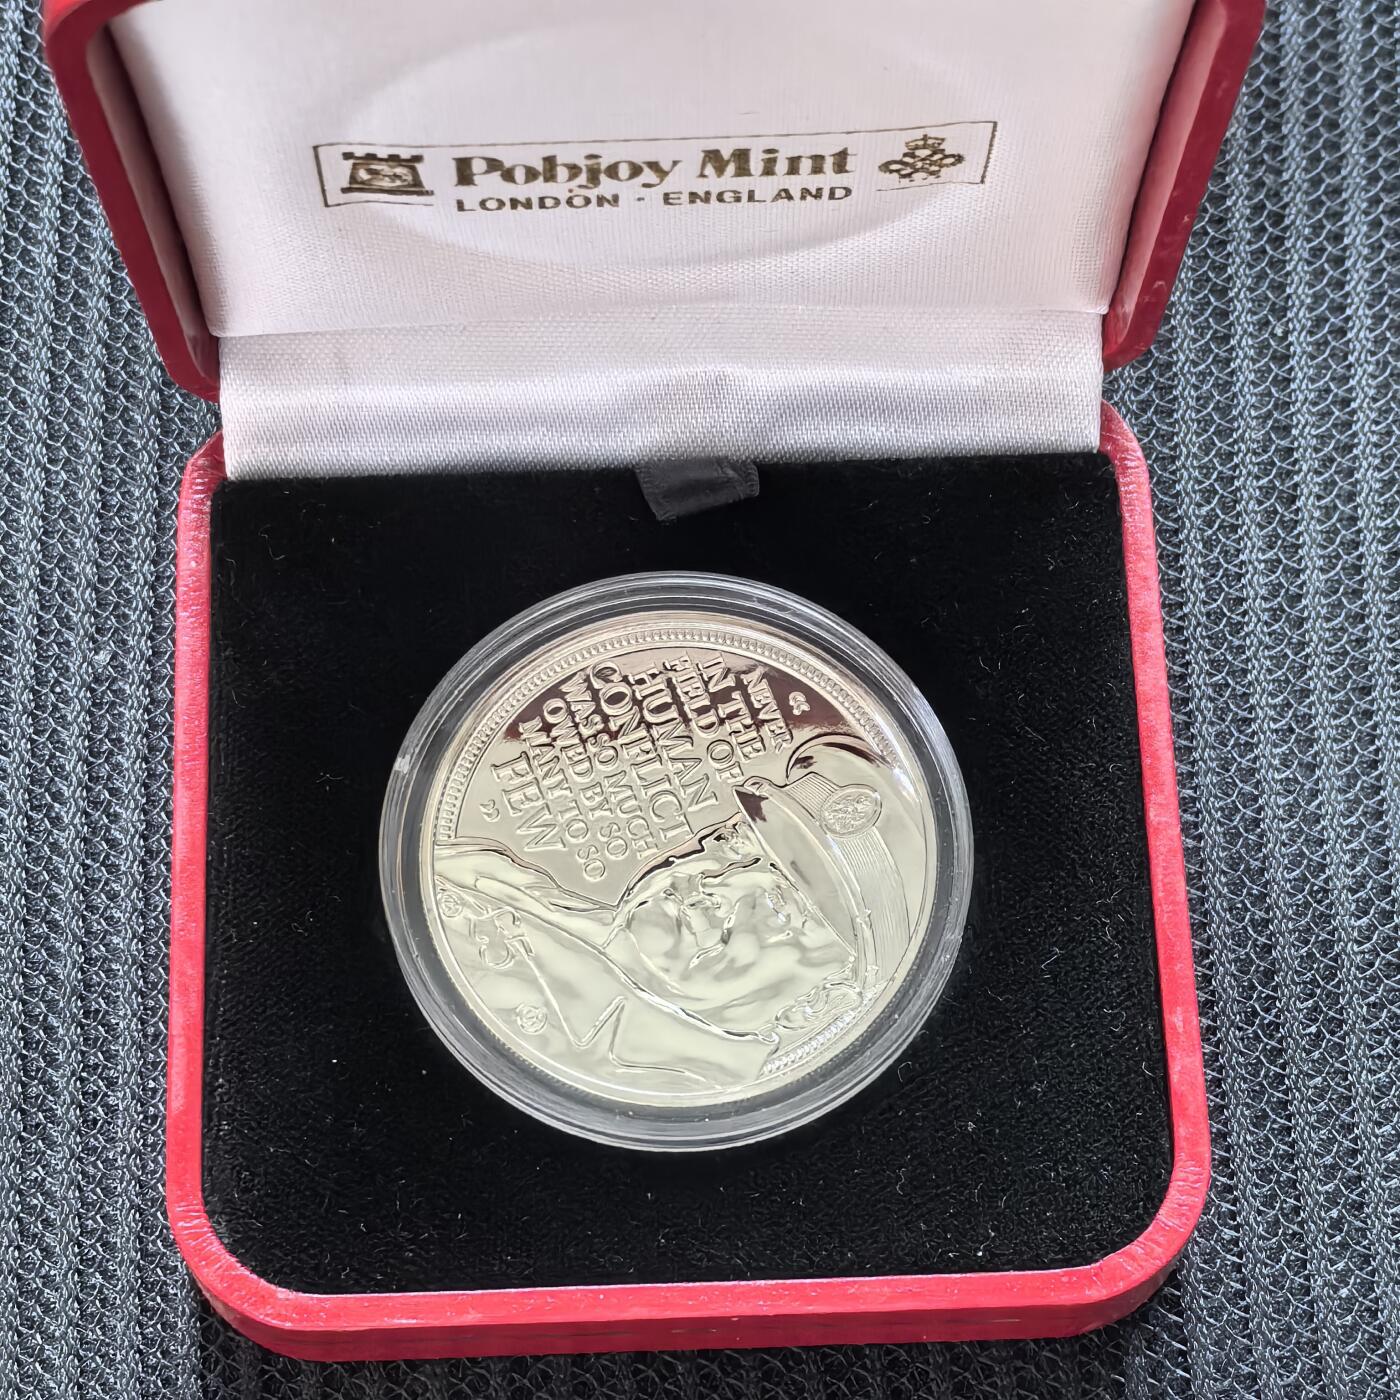 Pobjoy Mint
LONDON · ENGLAND
“
NEVER
IN THE
FIELD OF
HUMAN
CONFLICT
WAS SO MUCH
OWED BY SO
MANY TO SO
FEW
”